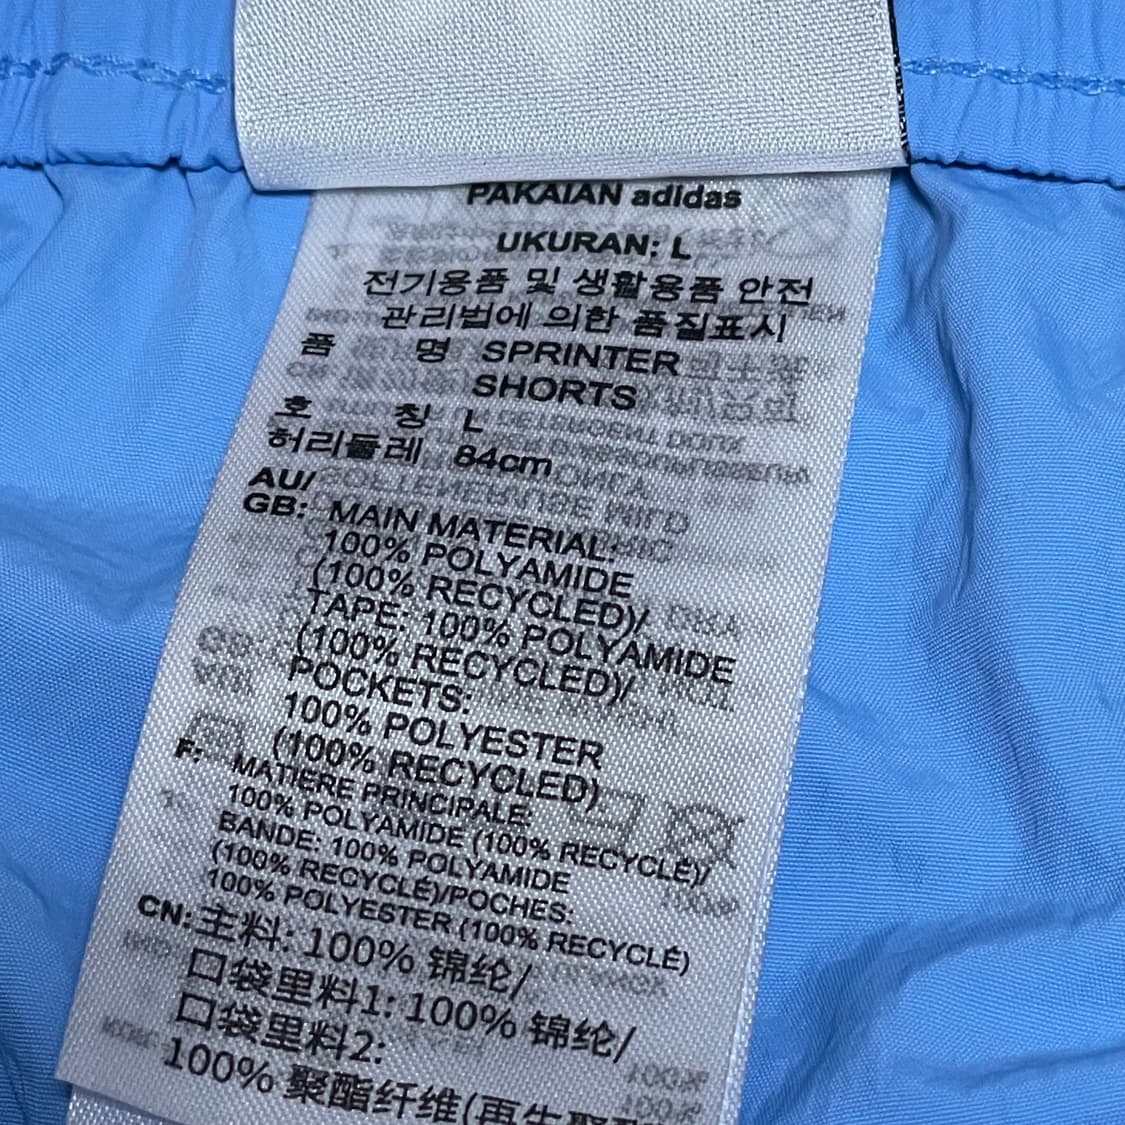 PAKAIAN adidas
UKURAN: L
전기용품 및 생활용품 안전
관리법에 의한 품질표시
품 명 SPRINTER
SHORTS
호 칭 L
허리둘레 84cm
AU/
GB: MAIN MATERIAL:
100% POLYAMIDE
(100% RECYCLED)/
TAPE: 100% POLYAMIDE
(100% RECYCLED)/
POCKETS:
100% POLYESTER
(100% RECYCLED)
F: MATIÈRE PRINCIPALE:
100% POLYAMIDE (100% RECYCLÉ)/
BANDE: 100% POLYAMIDE
(100% RECYCLÉ)/POCHES:
100% POLYESTER (100% RECYCLÉ)
CN: 主料: 100% 锦纶/
口袋里料1: 100% 锦纶/
口袋里料2:
100% 聚酯纤维(再生聚